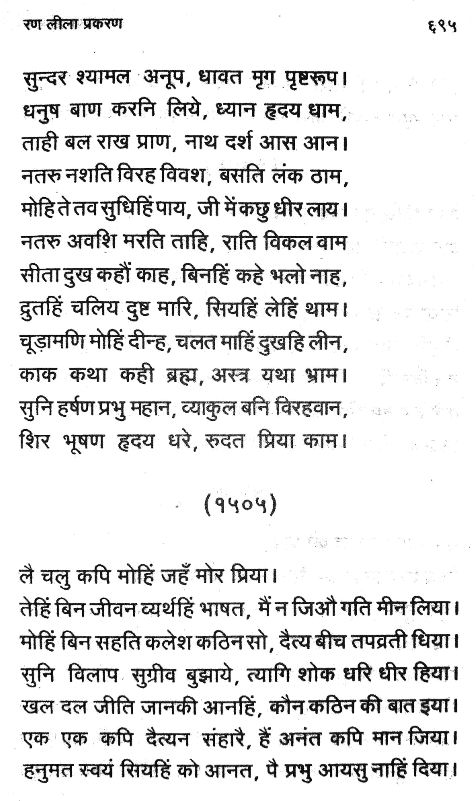 रण लीला प्रकरण ६९५
सुन्दर श्यामल अनूप, धावत मृग पृष्टरूप।
धनुष बाण करनि लिये, ध्यान हृदय धाम,
ताही बल राख प्राण, नाथ दर्श आस आन।
नतरु नशति विरह विवश, बसति लंक ठाम,
मोहि ते तव सुधिहिं पाय, जी में कछु धीर लाय।
नतरु अवशि मरति ताहि, राति विकल वाम
सीता दुख कहौं काह, बिनहिं कहे भलो नाह,
द्रुतहिं चलिय दुष्ट मारि, सियहिं लेहिं थाम।
चूड़ामणि मोहिं दीन्ह, चलत माहिं दुखहि लीन,
काक कथा कही ब्रह्म, अस्त्र यथा भ्राम।
सुनि हर्षण प्रभु महान, व्याकुल बनि विरहवान,
शिर भूषण हृदय धरे, रुदत प्रिया काम।
(१५०५)
लै चलु कपि मोहिं जहँ मोर प्रिया।
तेहिं बिन जीवन व्यर्थहिं भाषत, मैं न जिऔ गति मीन लिया।
मोहिं बिन सहति कलेश कठिन सो, दैत्य बीच तपव्रती धिया।
सुनि विलाप सुग्रीव बुझाये, त्यागि शोक धरि धीर हिया।
खल दल जीति जानकी आनहिं, कौन कठिन की बात इया।
एक एक कपि दैत्यन संहारै, हैं अनंत कपि मान जिया।
हनुमत स्वयं सियहिं को आनत, पै प्रभु आयसु नाहिं दिया।